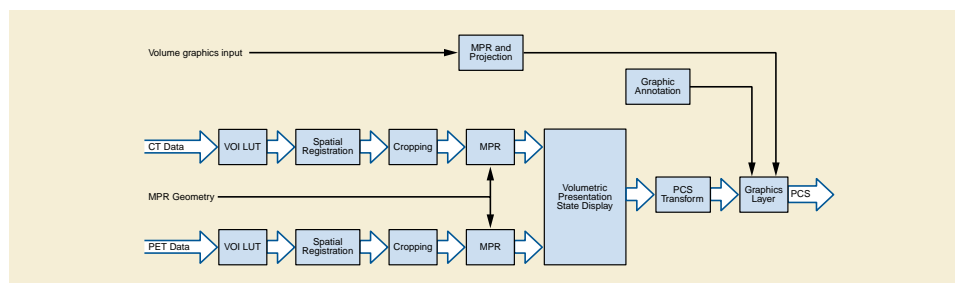 Volume graphics input
MPR and
Projection
Graphic
Annotation
CT Data
VOI LUT
Spatial
Registration
Cropping
MPR
MPR Geometry
Volumetric
Presentation
State Display
PCS
Transform
Graphics
Layer
PCS
PET Data
VOI LUT
Spatial
Registration
Cropping
MPR